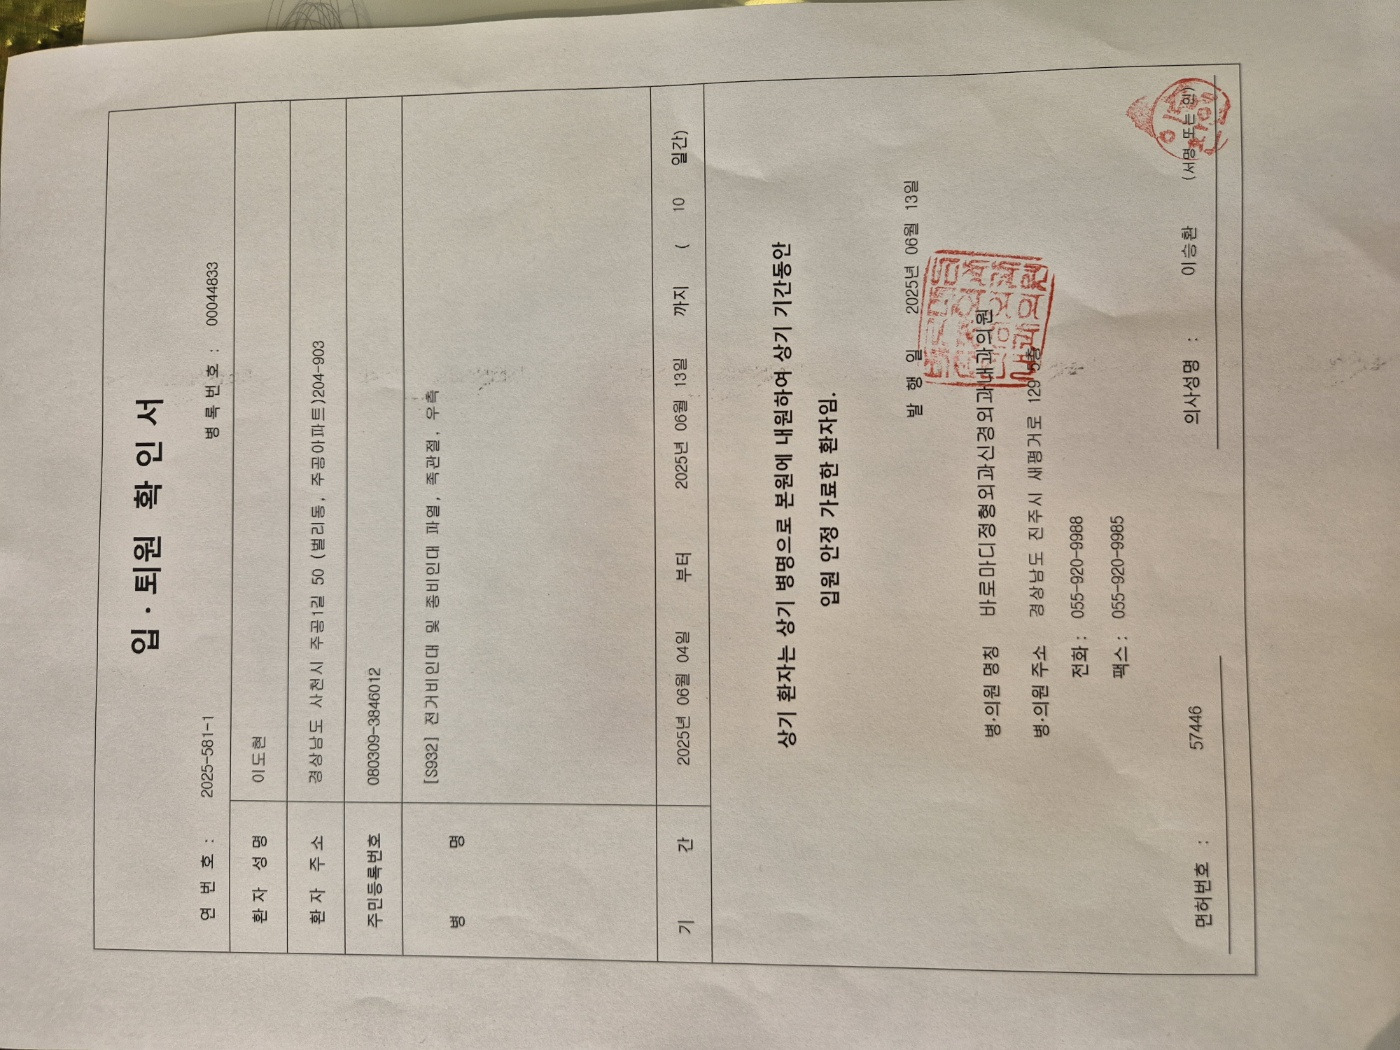 입·퇴원 확인서
연 번 호 : 2025-581-1 병 록 번 호 : 00044833
환 자 성 명 이도현
환 자 주 소 경상남도 사천시 주공1길 50 (벌리동, 주공아파트)204-903
주민등록번호 080309-3846012
병 명 [S932] 전거비인대 및 종비인대 파열, 족관절, 우측
기 간 2025년 06월 04일 부터 2025년 06월 13일 까지 ( 10 일간)
상기 환자는 상기 병명으로 본원에 내원하여 상기 기간동안
입원 안정 가료한 환자임.
발 행 일 2025년 06월 13일
병·의원 명칭 바로마디정형외과신경외과내과의원
병·의원 주소 경상남도 진주시 새평거로 129 5층
전화 : 055-920-9988
팩스 : 055-920-9985
면허번호 : 57446 의사성명 : 이승환 (서명 또는 인)